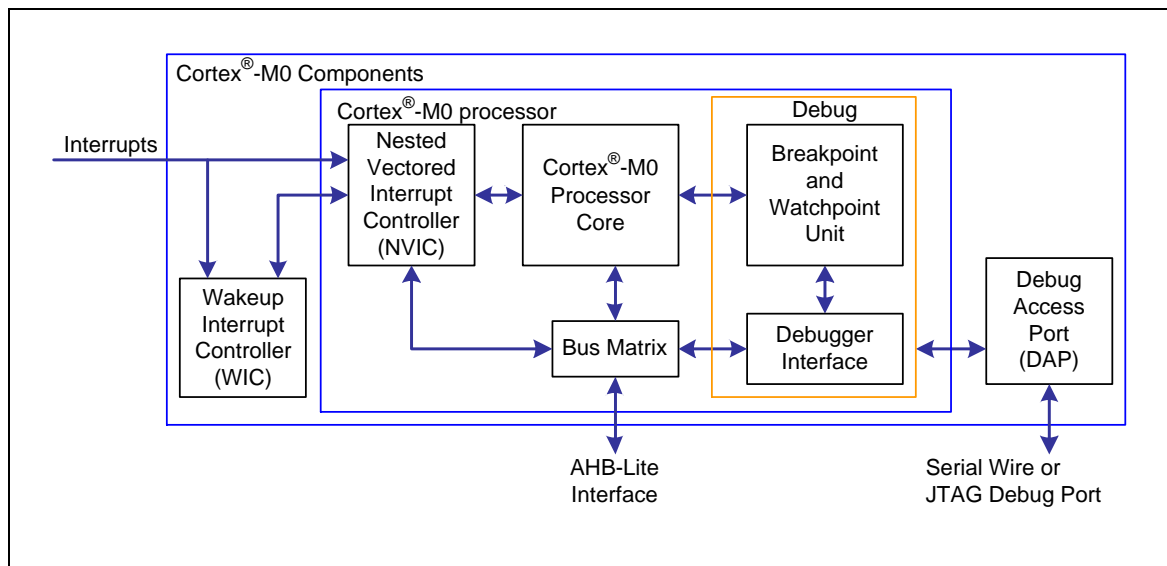 Cortex®-M0 Components
Cortex®-M0 processor
Debug
Interrupts
Nested
Vectored
Interrupt
Controller
(NVIC)
Cortex®-M0
Processor
Core
Breakpoint
and
Watchpoint
Unit
Wakeup
Interrupt
Controller
(WIC)
Bus Matrix
Debugger
Interface
Debug
Access
Port
(DAP)
AHB-Lite
Interface
Serial Wire or
JTAG Debug Port